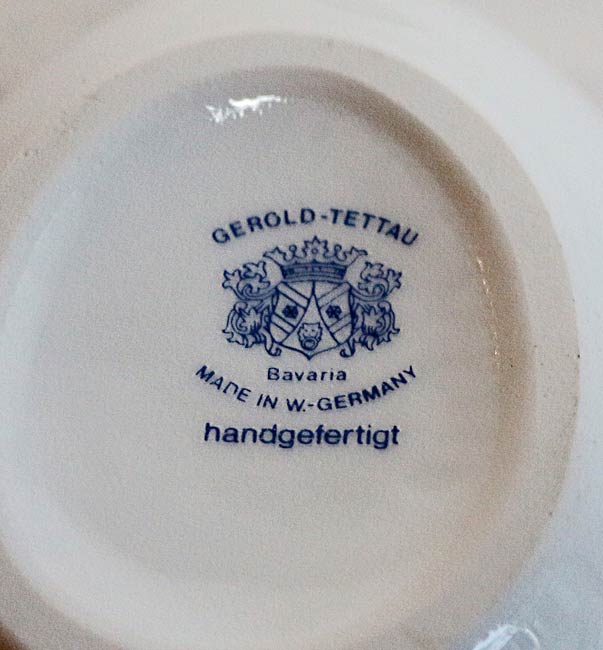 GEROLD-TETTAU
Bavaria
MADE IN W.-GERMANY
handgefertigt